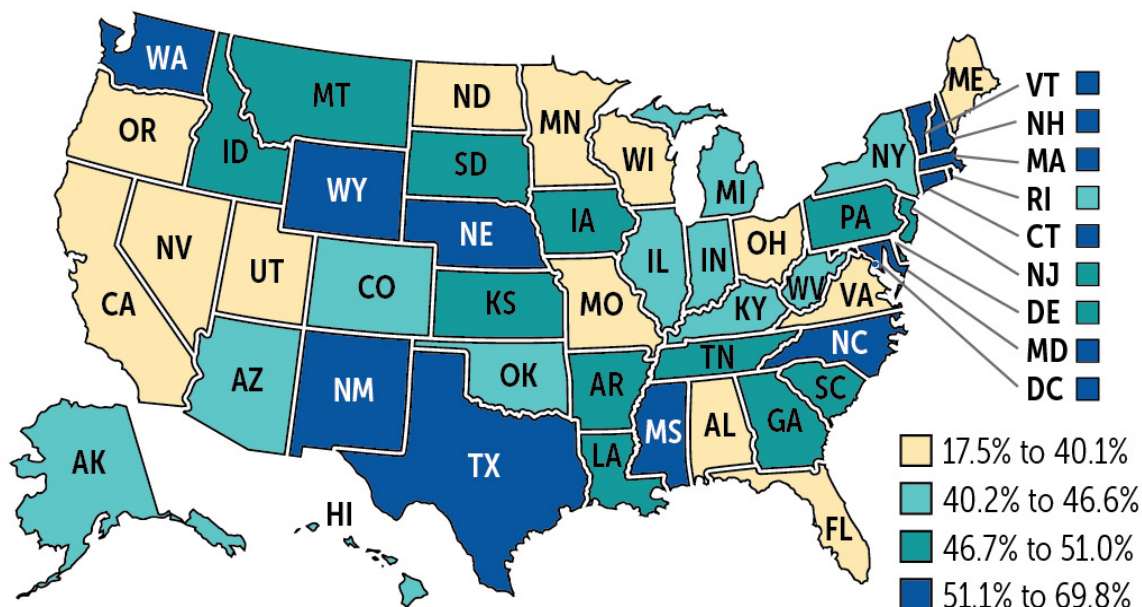 WA
MT
ND
MN
ME
VT
NH
MA
RI
CT
NJ
DE
MD
DC
OR
ID
WY
SD
WI
MI
NY
NE
IA
PA
NV
UT
CO
KS
IL
IN
OH
WV
VA
CA
MO
KY
AZ
NM
OK
AR
TN
NC
SC
MS
AL
GA
LA
TX
FL
AK
HI
17.5% to 40.1%
40.2% to 46.6%
46.7% to 51.0%
51.1% to 69.8%